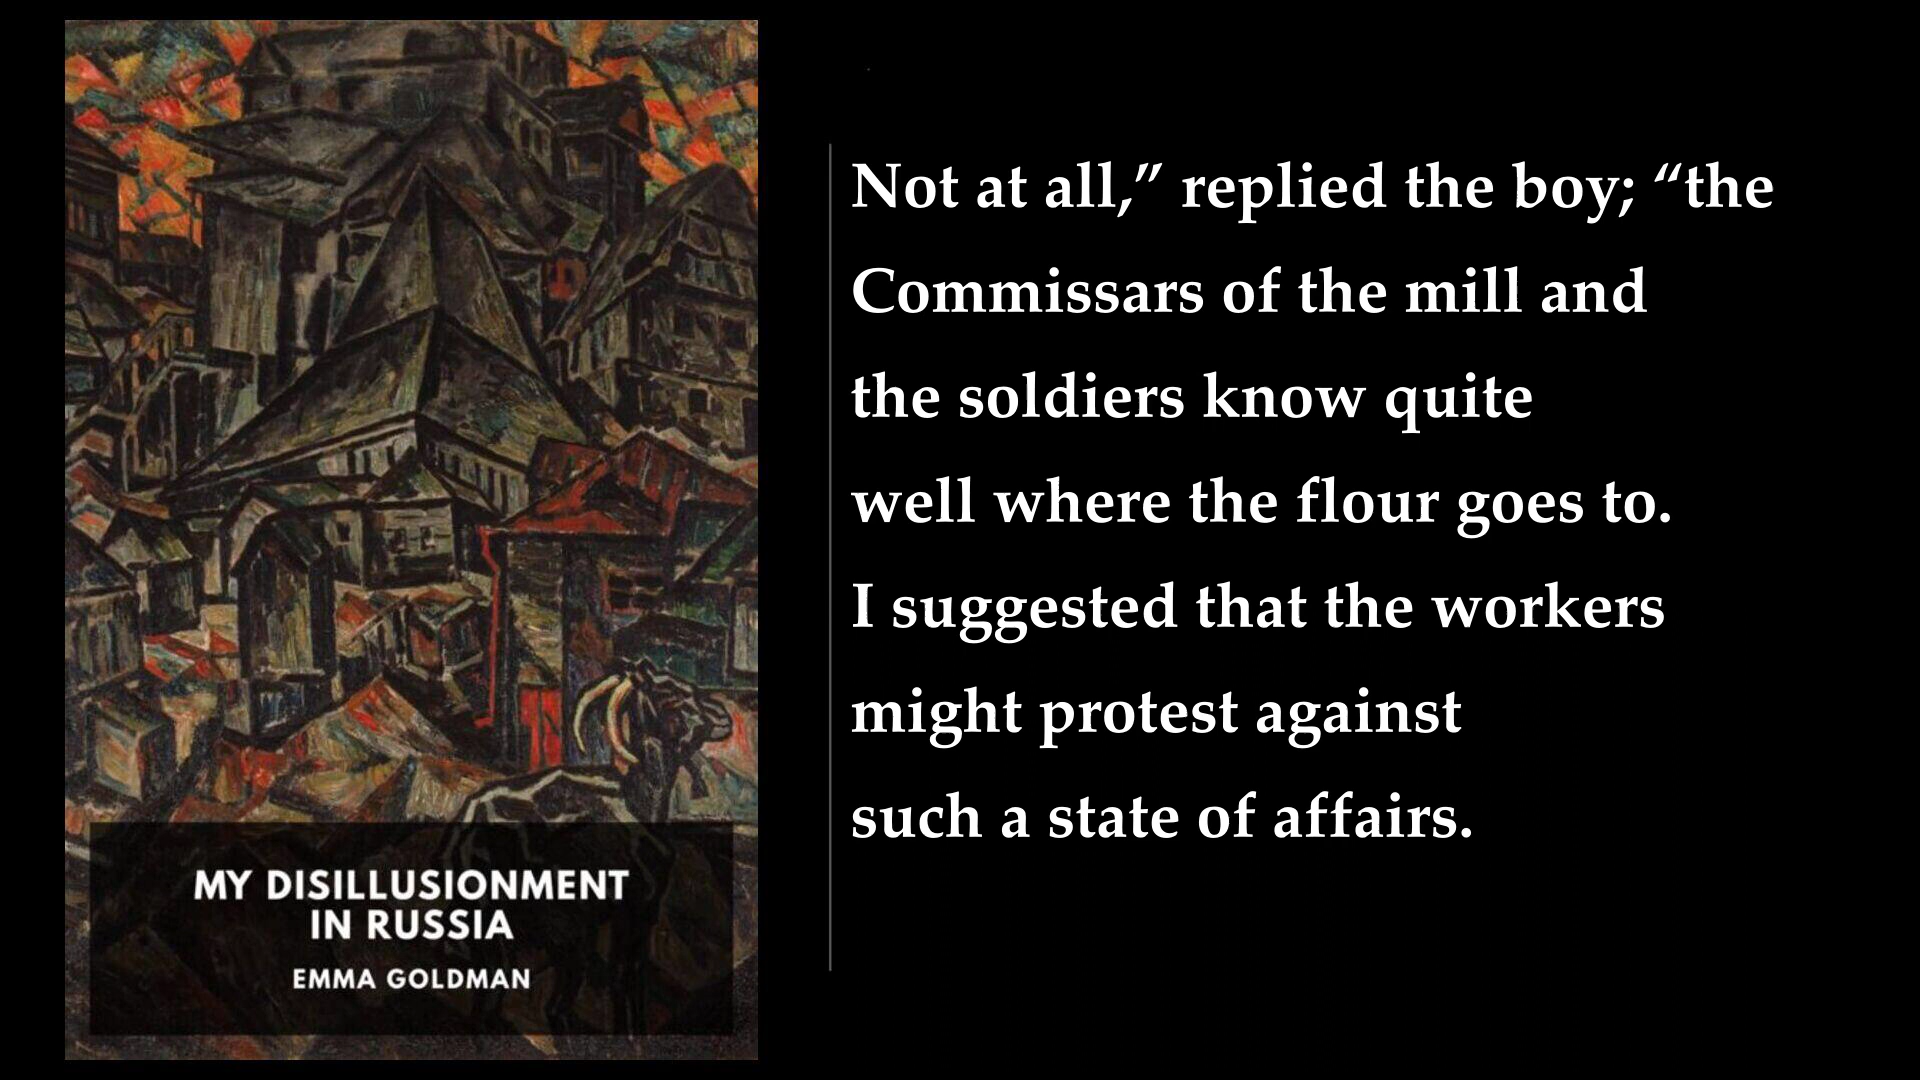 Not at all,” replied the boy; “the
Commissars of the mill and
the soldiers know quite
well where the flour goes to.
I suggested that the workers
might protest against
such a state of affairs.
MY DISILLUSIONMENT
IN RUSSIA
EMMA GOLDMAN